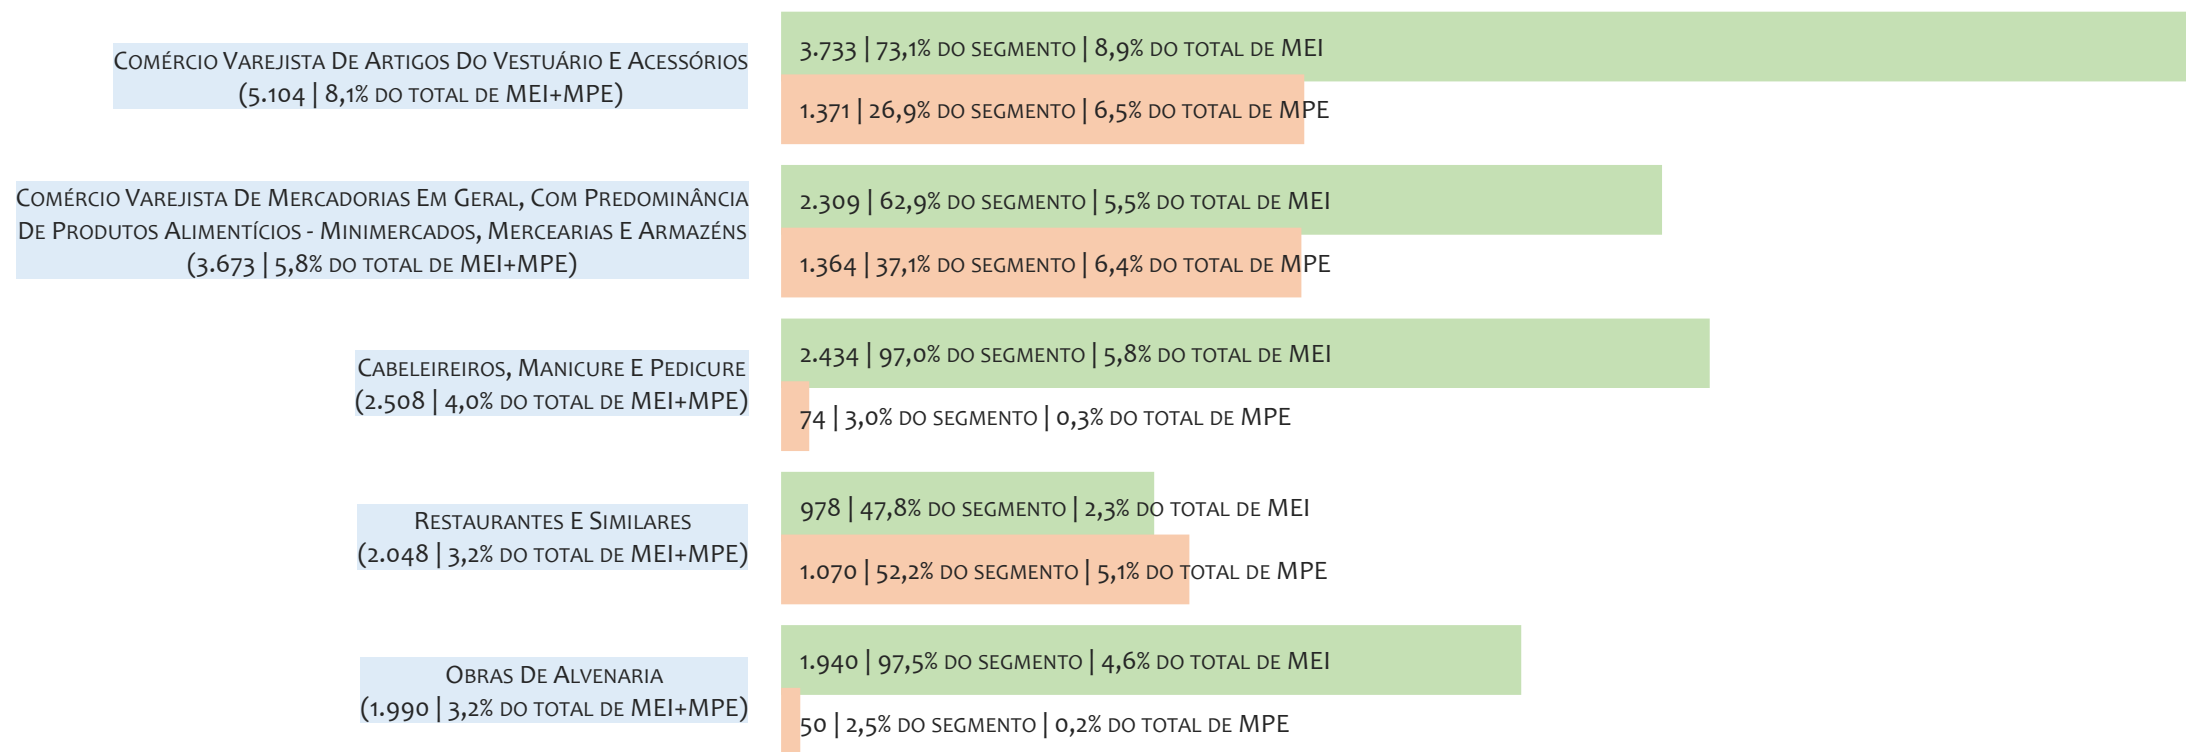 Comércio Varejista De Artigos Do Vestuário E Acessórios
(5.104 | 8,1% do total de MEI+MPE)
3.733 | 73,1% do segmento | 8,9% do total de MEI
1.371 | 26,9% do segmento | 6,5% do total de MPE
Comércio Varejista De Mercadorias Em Geral, Com Predominância
De Produtos Alimentícios - Minimercados, Mercearias E Armazéns
(3.673 | 5,8% do total de MEI+MPE)
2.309 | 62,9% do segmento | 5,5% do total de MEI
1.364 | 37,1% do segmento | 6,4% do total de MPE
Cabeleireiros, Manicure E Pedicure
(2.508 | 4,0% do total de MEI+MPE)
2.434 | 97,0% do segmento | 5,8% do total de MEI
74 | 3,0% do segmento | 0,3% do total de MPE
Restaurantes E Similares
(2.048 | 3,2% do total de MEI+MPE)
978 | 47,8% do segmento | 2,3% do total de MEI
1.070 | 52,2% do segmento | 5,1% do total de MPE
Obras De Alvenaria
(1.990 | 3,2% do total de MEI+MPE)
1.940 | 97,5% do segmento | 4,6% do total de MEI
50 | 2,5% do segmento | 0,2% do total de MPE